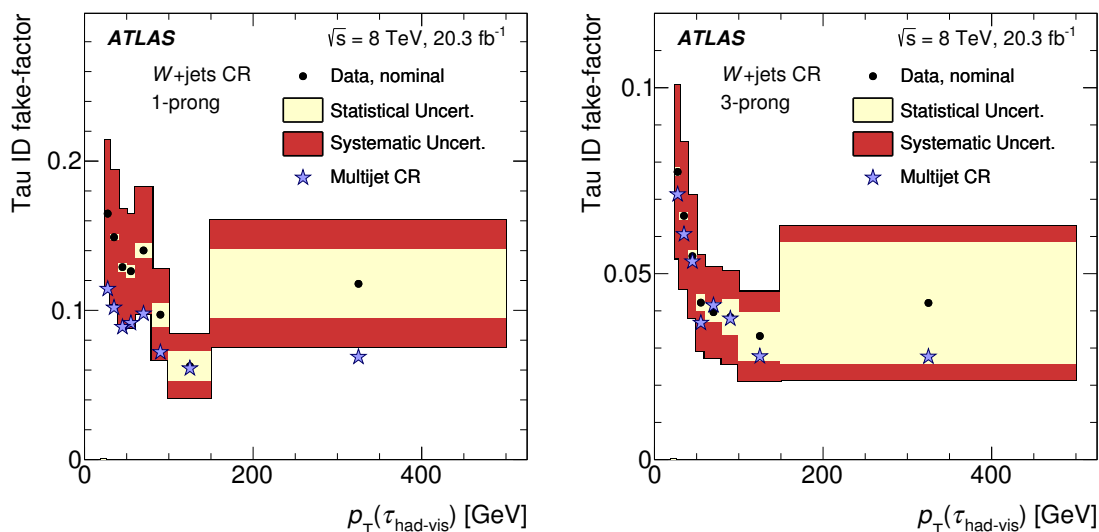 ATLAS
√s = 8 TeV, 20.3 fb⁻¹
W+jets CR
1-prong
Data, nominal
Statistical Uncert.
Systematic Uncert.
Multijet CR
Tau ID fake-factor
0.2
0.1
0
0
200
400
p_T(τ_had-vis) [GeV]
ATLAS
√s = 8 TeV, 20.3 fb⁻¹
W+jets CR
3-prong
Data, nominal
Statistical Uncert.
Systematic Uncert.
Multijet CR
Tau ID fake-factor
0.1
0.05
0
0
200
400
p_T(τ_had-vis) [GeV]